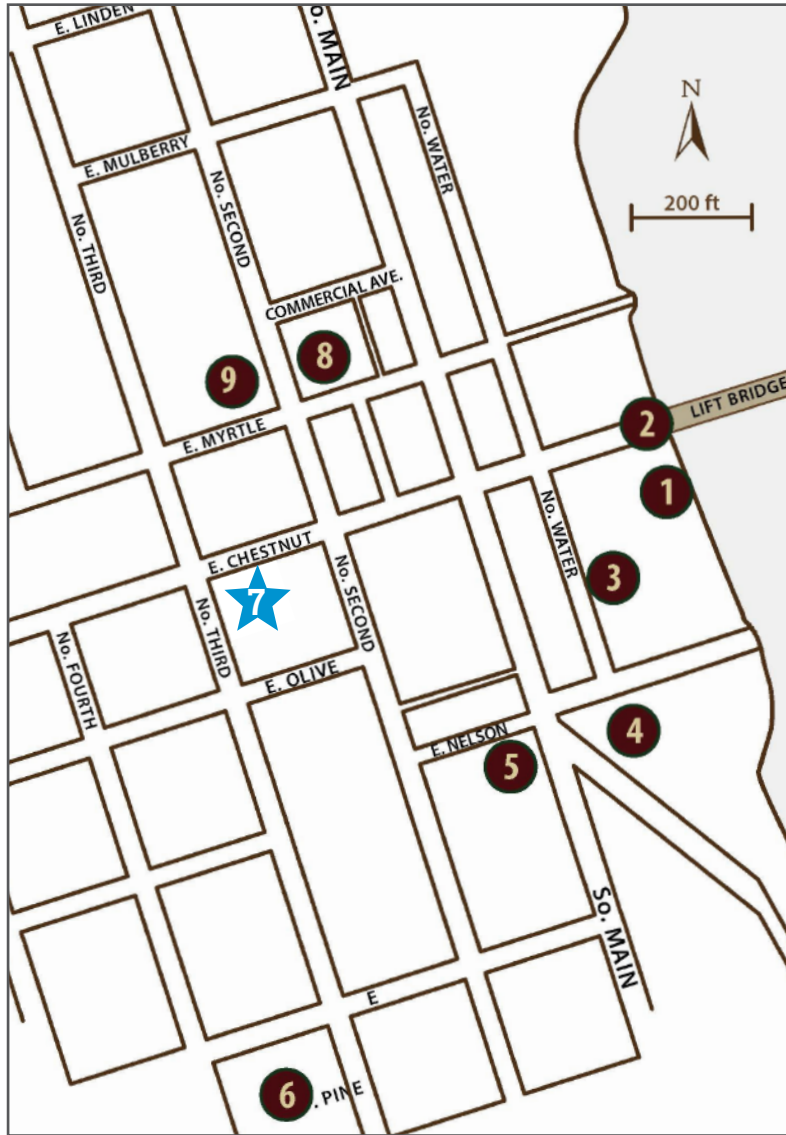 E. LINDEN
o. MAIN
N
No. WATER
E. MULBERRY
200 ft
No. SECOND
No. THIRD
COMMERCIAL AVE.
8
9
LIFT BRIDGE
2
E. MYRTLE
1
No. WATER
E. CHESTNUT
3
No. SECOND
7
No. THIRD
No. FOURTH
E. OLIVE
4
E. NELSON
5
So. MAIN
E
6
. PINE